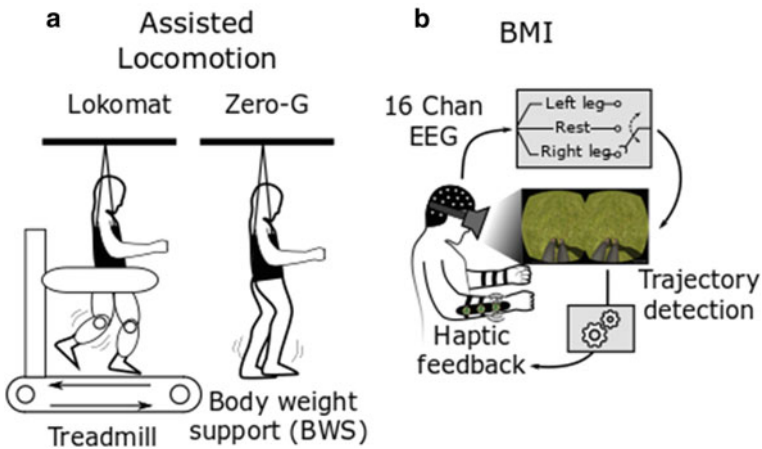 a
Assisted
Locomotion
Lokomat
Zero-G
Treadmill
Body weight
support (BWS)
b
BMI
16 Chan
EEG
Left leg
Rest
Right leg
Trajectory
detection
Haptic
feedback